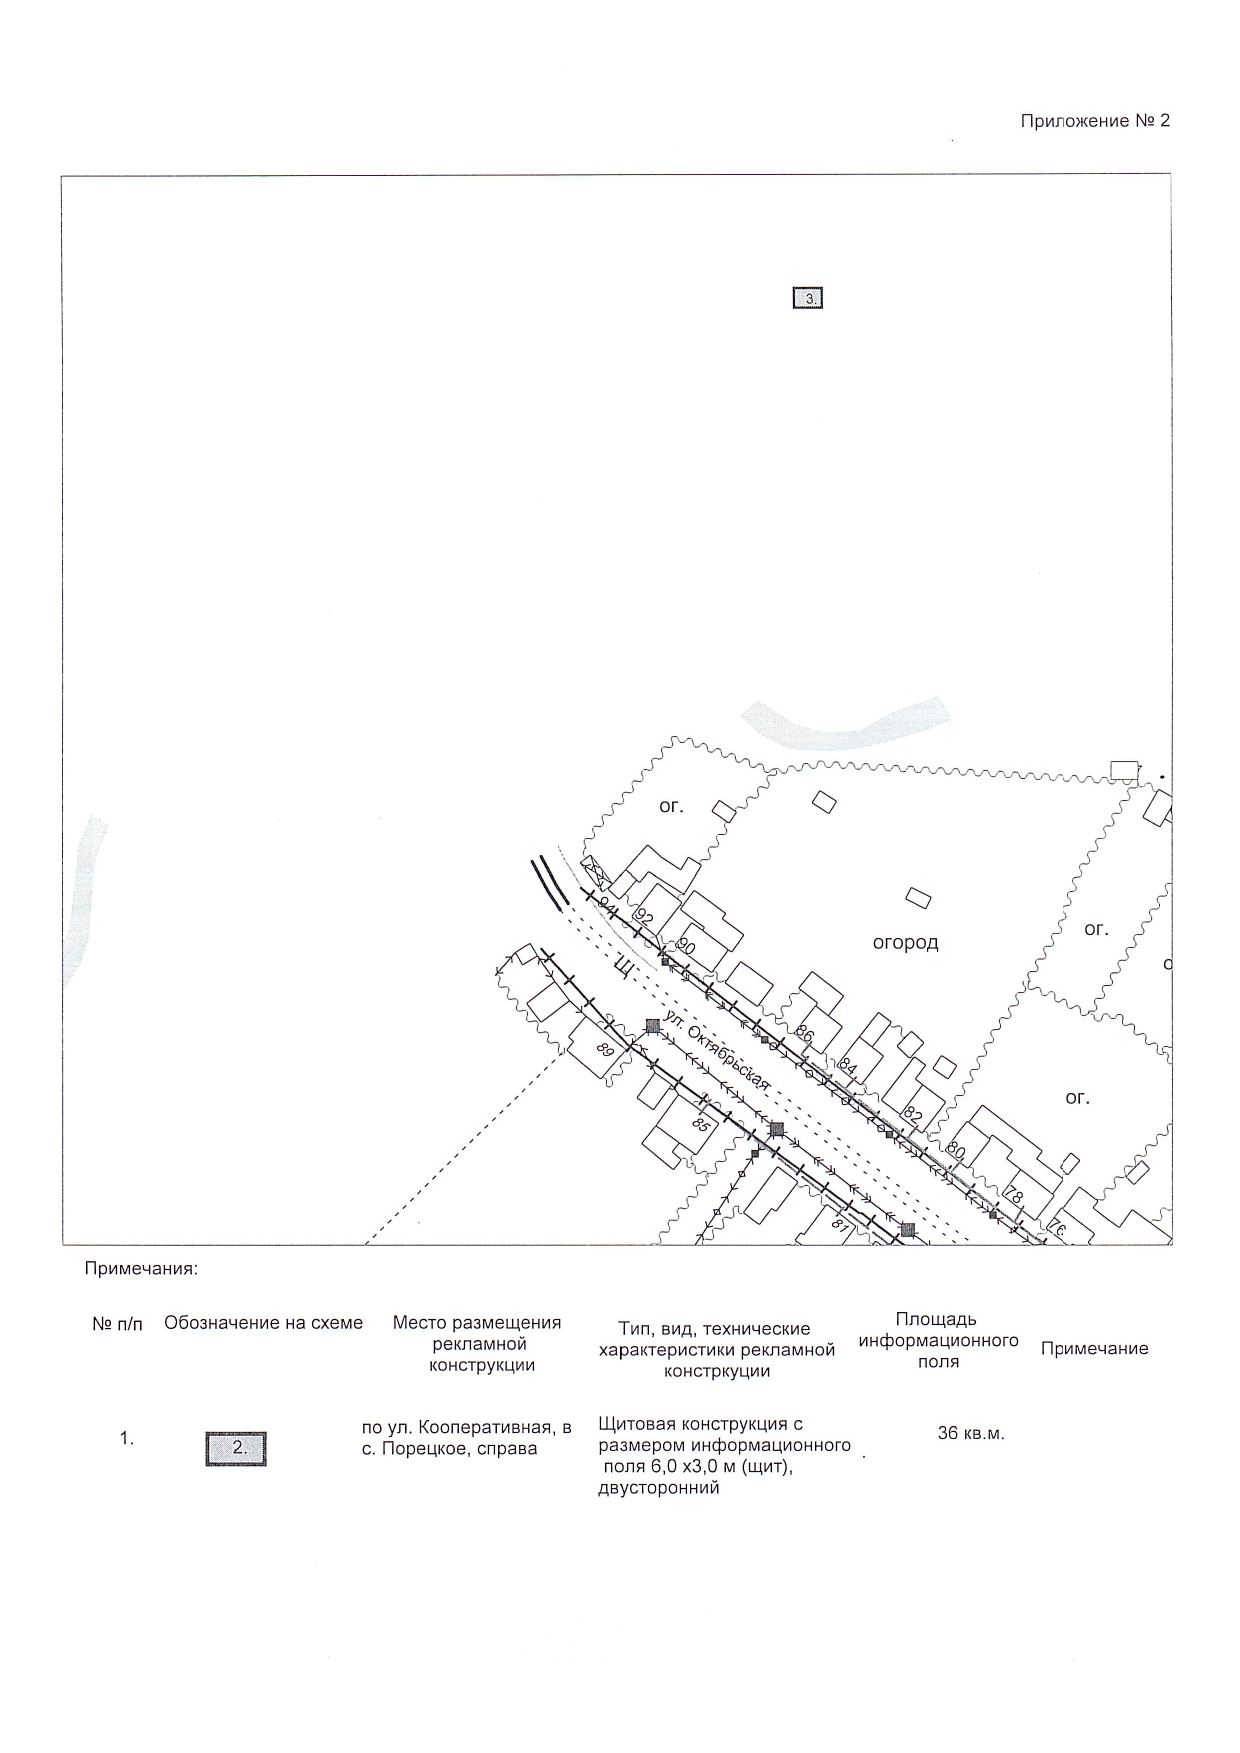 Приложение № 2
3.
ог.
94
92
90
огород
ог.
Щ
ул. Октябрьская
86
84
89
82
85
80
ог.
78
76
81
Примечания:
№ п/п
Обозначение на схеме
Место размещения
рекламной
конструкции
Тип, вид, технические
характеристики рекламной
констркуции
Площадь
информационного
поля
Примечание
1.
2.
по ул. Кооперативная, в
с. Порецкое, справа
Щитовая конструкция с
размером информационного
поля 6,0 х3,0 м (щит),
двусторонний
36 кв.м.